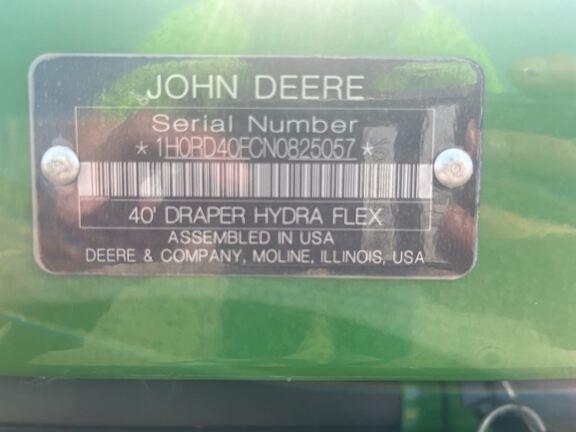 JOHN DEERE
Serial Number
*1H0RD40FCN0825057*
40' DRAPER HYDRA FLEX
ASSEMBLED IN USA
DEERE & COMPANY, MOLINE, ILLINOIS, USA